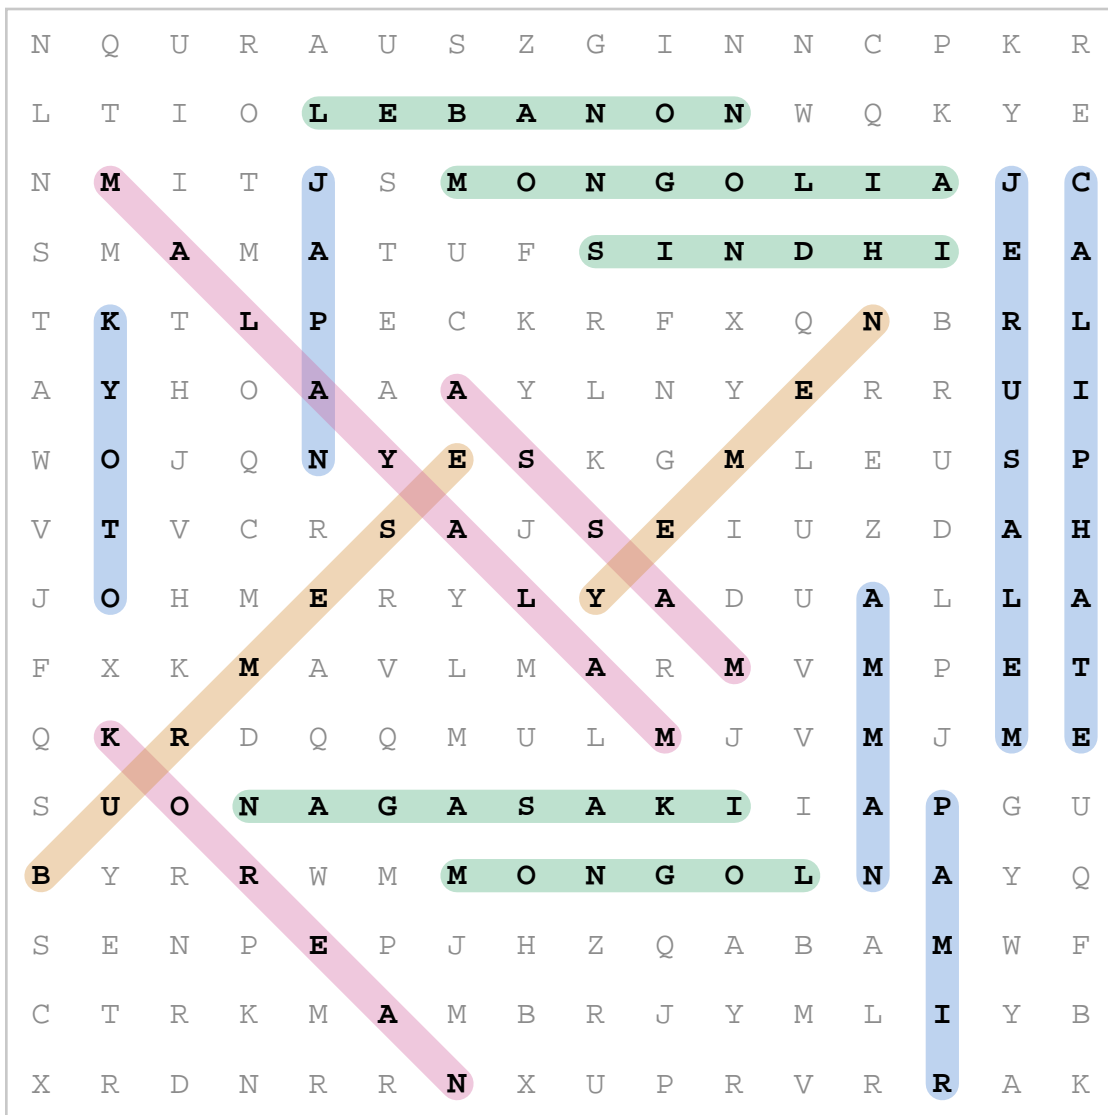 N Q U R A U S Z G I N N C P K R
L T I O L E B A N O N W Q K Y E
N M I T J S M O N G O L I A J C
S M A M A T U F S I N D H I E A
T K T L P E C K R F X Q N B R L
A Y H O A A A Y L N Y E R R U I
W O J Q N Y E S K G M L E U S P
V T V C R S A J S E I U Z D A H
J O H M E R Y L Y A D U A L L A
F X K M A V L M A R M V M P E T
Q K R D Q Q M U L M J V M J M E
S U O N A G A S A K I I A P G U
B Y R R W M M O N G O L N A Y Q
S E N P E P J H Z Q A B A M W F
C T R K M A M B R J Y M L I Y B
X R D N R R N X U P R V R R A K